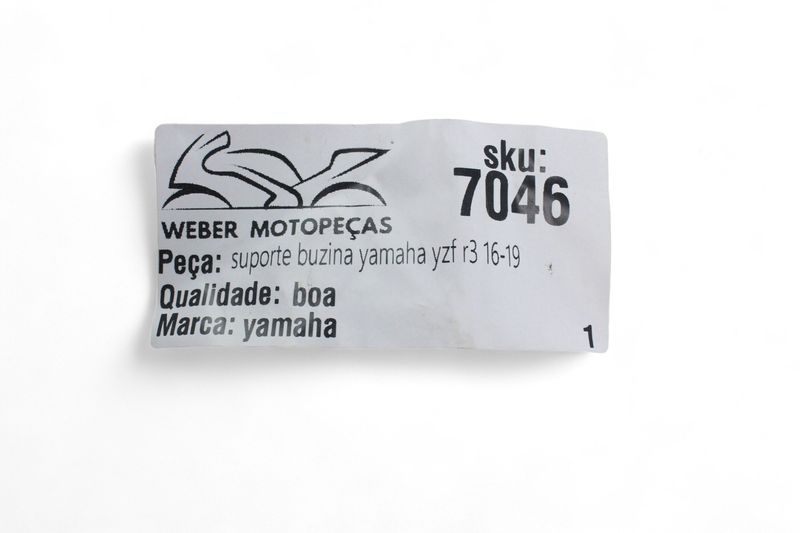 WEBER MOTOPEÇAS
sku:
7046
Peça: suporte buzina yamaha yzf r3 16-19
Qualidade: boa
Marca: yamaha
1